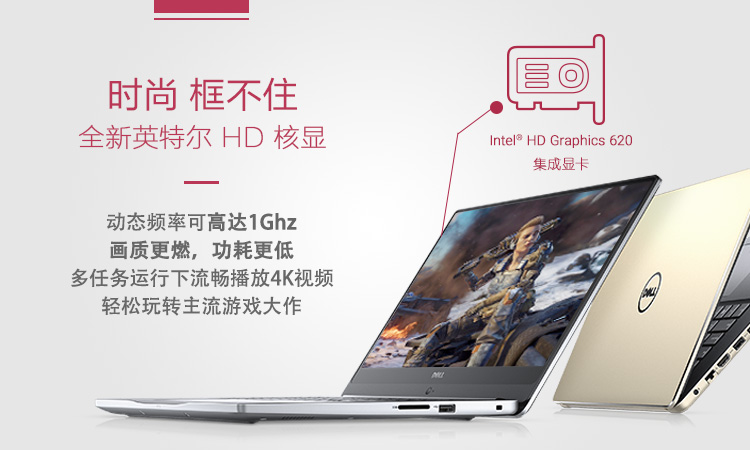 时尚 框不住
全新英特尔 HD 核显
动态频率可高达1Ghz
画质更燃，功耗更低
多任务运行下流畅播放4K视频
轻松玩转主流游戏大作
Intel® HD Graphics 620
集成显卡
DELL
DELL